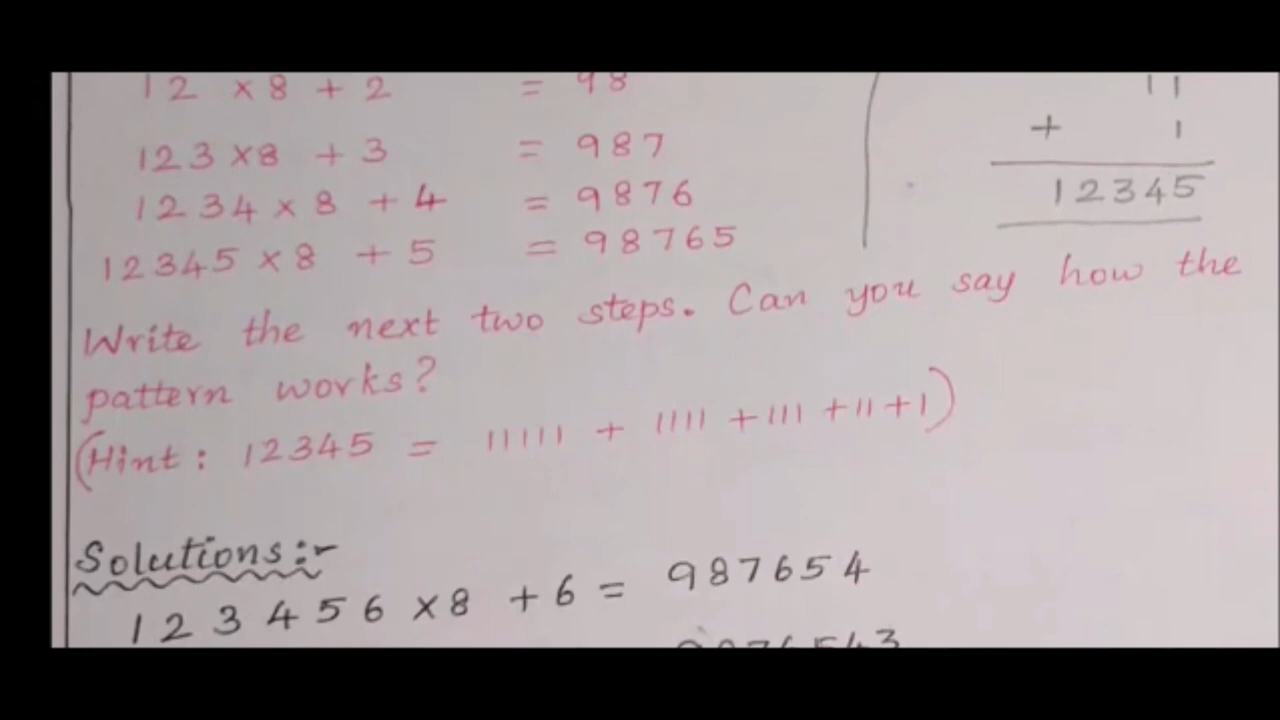 12 × 8 + 2 = 98
123 × 8 + 3 = 987
1234 × 8 + 4 = 9876
12345 × 8 + 5 = 98765
11
+ 1
12345
Write the next two steps. Can you say how the
pattern works?
(Hint: 12345 = 11111 + 1111 + 111 + 11 + 1)
Solutions:-
123456 × 8 + 6 = 987654
9876543